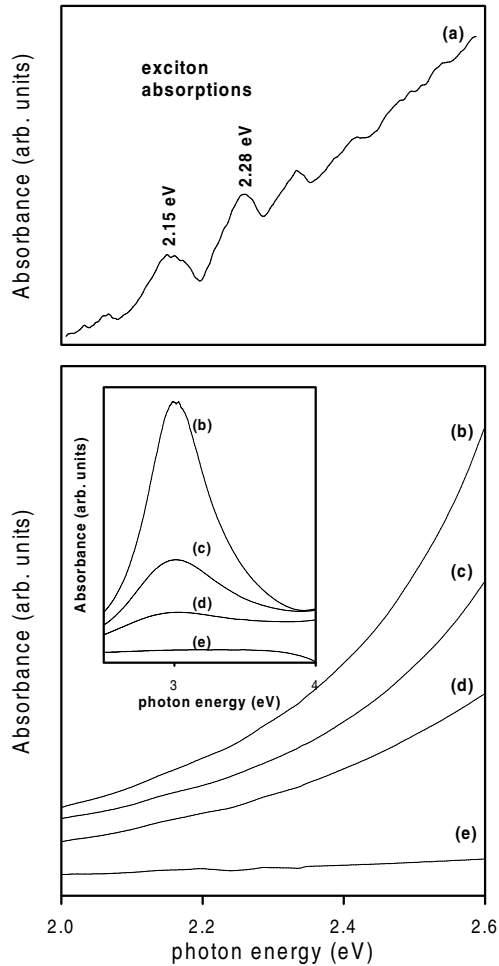 (a)
exciton
absorptions
2.15 eV
2.28 eV
Absorbance (arb. units)
(b)
(c)
(d)
(e)
Absorbance (arb. units)
(b)
(c)
(d)
(e)
3
4
photon energy (eV)
Absorbance (arb. units)
2.0
2.2
2.4
2.6
photon energy (eV)